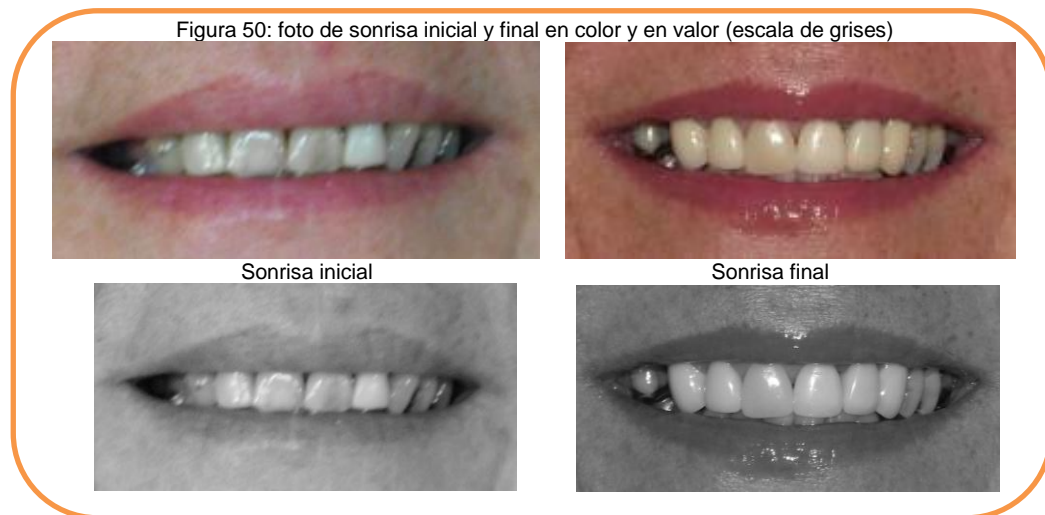 Figura 50: foto de sonrisa inicial y final en color y en valor (escala de grises)
Sonrisa inicial
Sonrisa final